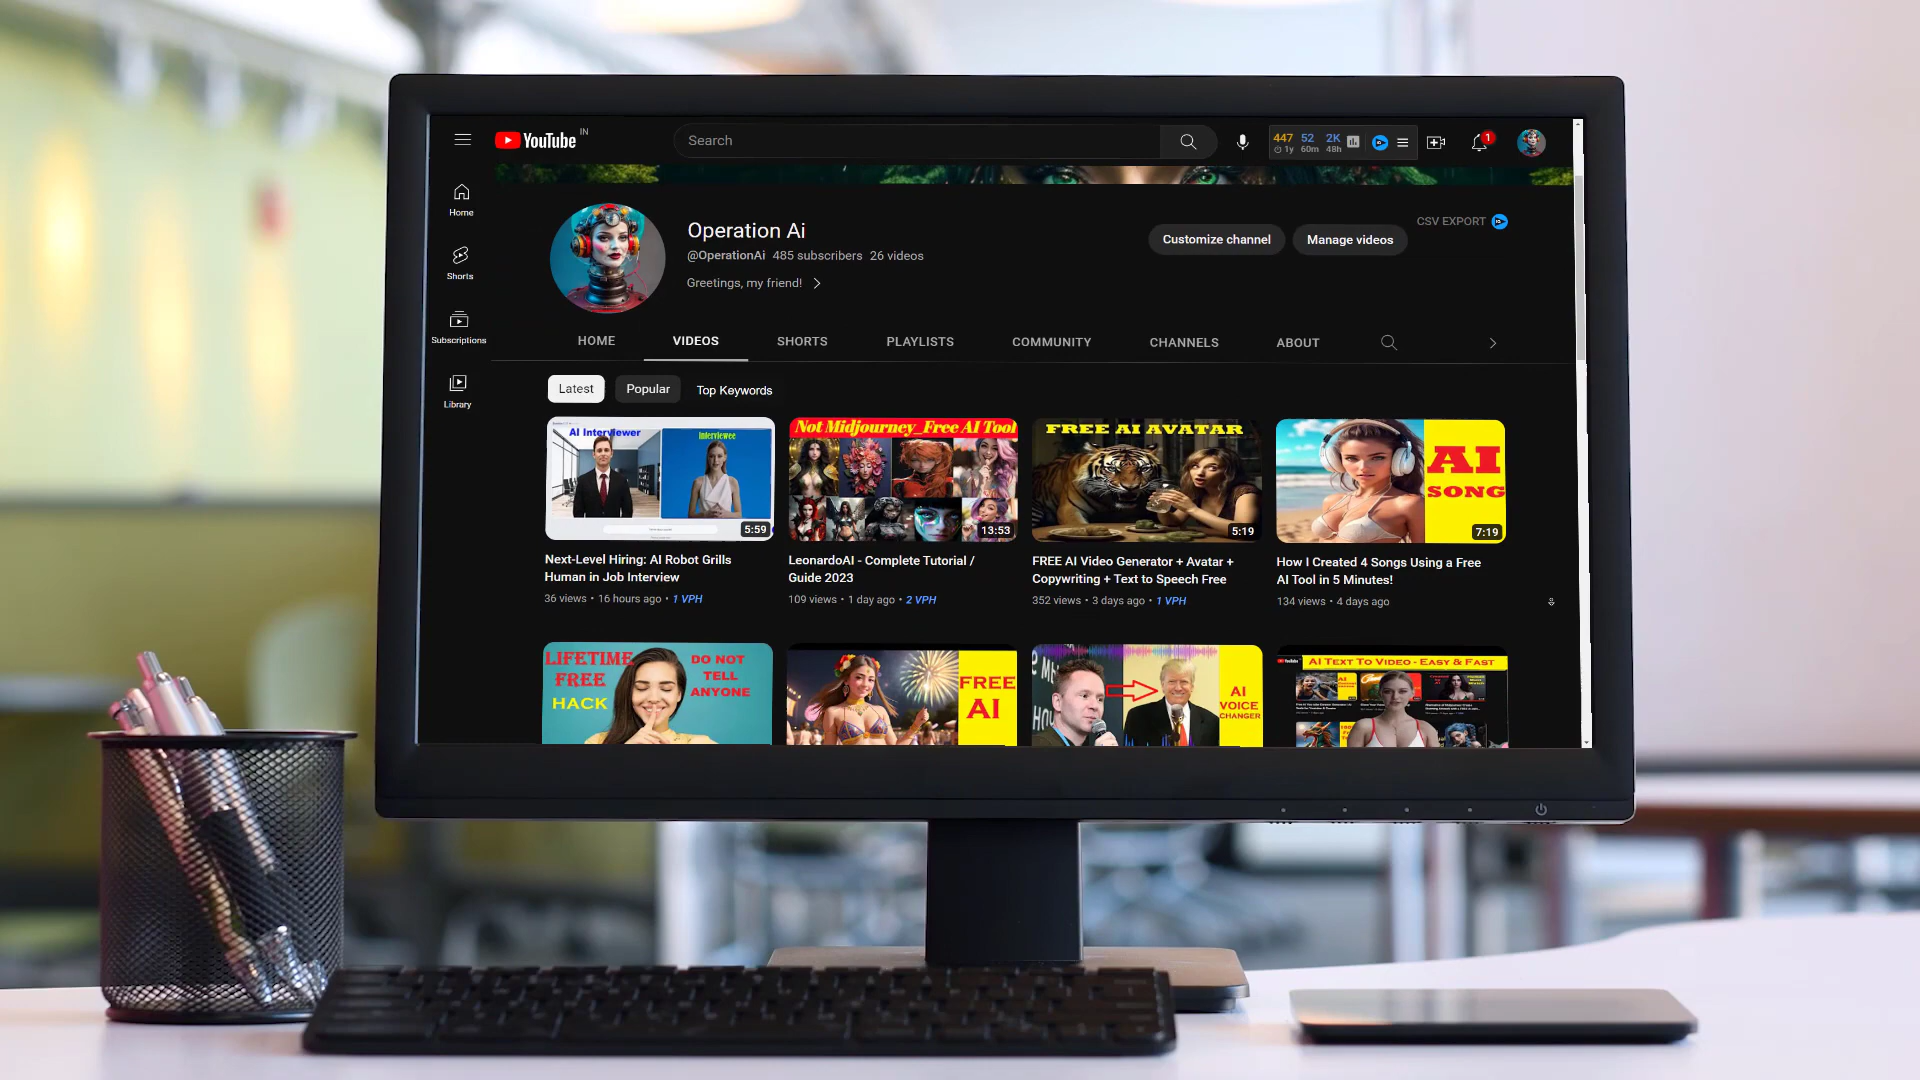 YouTube IN
Search
447 52 2K
1y 60m 48h
1
Home
Shorts
Subscriptions
Library
Operation Ai
@OperationAi 485 subscribers 26 videos
Greetings, my friend!
Customize channel
Manage videos
CSV EXPORT
HOME VIDEOS SHORTS PLAYLISTS COMMUNITY CHANNELS ABOUT
Latest Popular Top Keywords
AI Interviewer
Interviewee
5:59
Next-Level Hiring: AI Robot Grills
Human in Job Interview
36 views • 16 hours ago • 1 VPH
Not Midjourney_Free AI Tool
13:53
LeonardoAI - Complete Tutorial /
Guide 2023
109 views • 1 day ago • 2 VPH
FREE AI AVATAR
5:19
FREE AI Video Generator + Avatar +
Copywriting + Text to Speech Free
352 views • 3 days ago • 1 VPH
AI
SONG
7:19
How I Created 4 Songs Using a Free
AI Tool in 5 Minutes!
134 views • 4 days ago
LIFETIME
FREE
HACK
DO NOT
TELL
ANYONE
FREE
AI
AI
VOICE
CHANGER
AI TEXT TO VIDEO - EASY & FAST